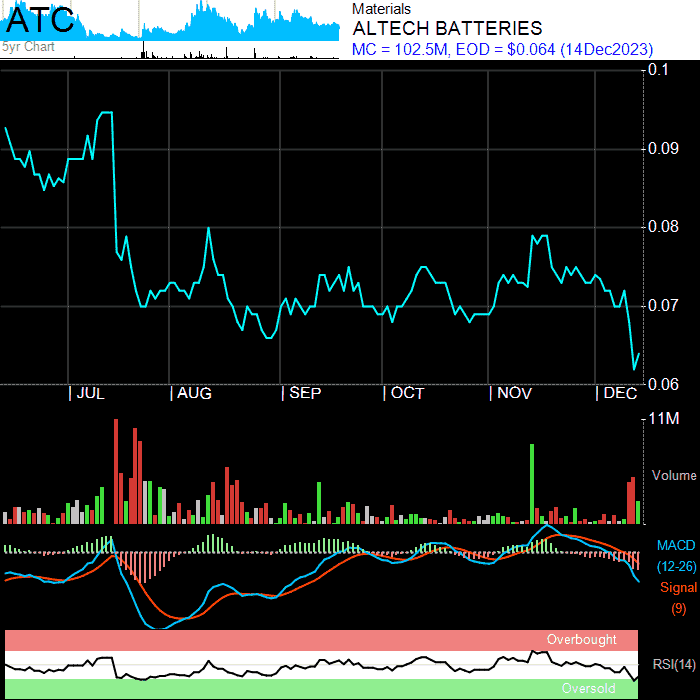 ATC
5yr Chart
Materials
ALTECH BATTERIES
MC = 102.5M, EOD = $0.064 (14Dec2023)
0.1
0.09
0.08
0.07
0.06
| JUL | AUG | SEP | OCT | NOV | DEC
11M
Volume
MACD
(12-26)
Signal
(9)
Overbought
RSI(14)
Oversold